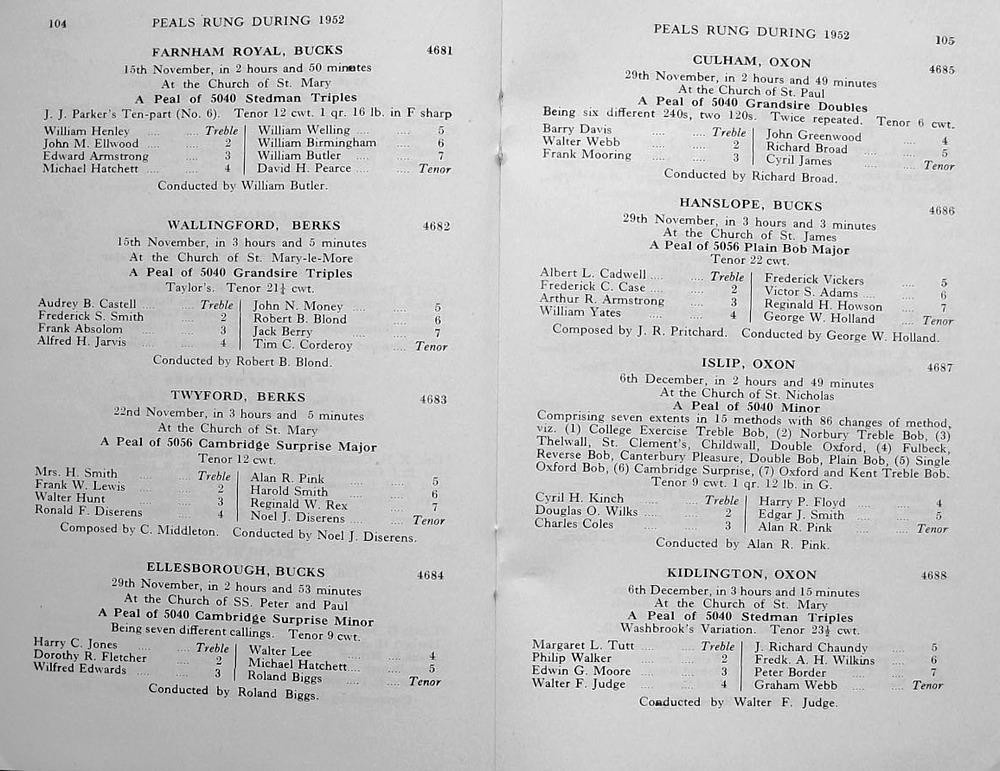 104 PEALS RUNG DURING 1952
FARNHAM ROYAL, BUCKS 4681
15th November, in 2 hours and 50 minutes
At the Church of St. Mary
A Peal of 5040 Stedman Triples
J. J. Parker's Ten-part (No. 6). Tenor 12 cwt. 1 qr. 16 lb. in F sharp
William Henley .... .... Treble William Welling .... .... 5
John M. Ellwood .... .... 2 William Birmingham .... 6
Edward Armstrong .... 3 William Butler .... .... 7
Michael Hatchett .... .... 4 David H. Pearce .... .... Tenor
Conducted by William Butler.
WALLINGFORD, BERKS 4682
15th November, in 3 hours and 5 minutes
At the Church of St. Mary-le-More
A Peal of 5040 Grandsire Triples
Taylor's. Tenor 21¼ cwt.
Audrey B. Castell .... .... Treble John N. Money .... .... 5
Frederick S. Smith .... 2 Robert B. Blond .... .... 6
Frank Absolom .... .... 3 Jack Berry .... .... 7
Alfred H. Jarvis .... .... 4 Tim C. Corderoy .... .... Tenor
Conducted by Robert B. Blond.
TWYFORD, BERKS 4683
22nd November, in 3 hours and 5 minutes
At the Church of St. Mary
A Peal of 5056 Cambridge Surprise Major
Tenor 12 cwt.
Mrs. H. Smith .... .... Treble Alan R. Pink .... .... 5
Frank W. Lewis .... .... 2 Harold Smith .... .... 6
Walter Hunt .... .... 3 Reginald W. Rex .... .... 7
Ronald F. Diserens .... 4 Noel J. Diserens .... .... Tenor
Composed by C. Middleton. Conducted by Noel J. Diserens.
ELLESBOROUGH, BUCKS 4684
29th November, in 2 hours and 53 minutes
At the Church of SS. Peter and Paul
A Peal of 5040 Cambridge Surprise Minor
Being seven different callings. Tenor 9 cwt.
Harry C. Jones .... .... Treble Walter Lee .... .... 4
Dorothy R. Fletcher .... 2 Michael Hatchett .... .... 5
Wilfred Edwards .... .... 3 Roland Biggs .... .... Tenor
Conducted by Roland Biggs.
PEALS RUNG DURING 1952 105
CULHAM, OXON 4685
29th November, in 2 hours and 49 minutes
At the Church of St. Paul
A Peal of 5040 Grandsire Doubles
Being six different 240s, two 120s. Twice repeated. Tenor 6 cwt.
Barry Davis .... .... Treble John Greenwood .... 4
Walter Webb .... .... 2 Richard Broad .... .... 5
Frank Mooring .... .... 3 Cyril James .... .... Tenor
Conducted by Richard Broad.
HANSLOPE, BUCKS 4686
29th November, in 3 hours and 3 minutes
At the Church of St. James
A Peal of 5056 Plain Bob Major
Tenor 22 cwt.
Albert L. Cadwell .... .... Treble Frederick Vickers .... 5
Frederick C. Case .... .... 2 Victor S. Adams .... .... 6
Arthur R. Armstrong .... 3 Reginald H. Howson .... 7
William Yates .... .... 4 George W. Holland .... Tenor
Composed by J. R. Pritchard. Conducted by George W. Holland.
ISLIP, OXON 4687
6th December, in 2 hours and 49 minutes
At the Church of St. Nicholas
A Peal of 5040 Minor
Comprising seven extents in 15 methods with 86 changes of method,
viz. (1) College Exercise Treble Bob, (2) Norbury Treble Bob, (3)
Thelwall, St. Clement's, Childwall, Double Oxford, (4) Fulbeck,
Reverse Bob, Canterbury Pleasure, Double Bob, Plain Bob, (5) Single
Oxford Bob, (6) Cambridge Surprise, (7) Oxford and Kent Treble Bob.
Tenor 9 cwt. 1 qr. 12 lb. in G.
Cyril H. Kinch .... .... Treble Harry P. Floyd .... .... 4
Douglas O. Wilks .... .... 2 Edgar J. Smith .... .... 5
Charles Coles .... .... 3 Alan R. Pink .... .... Tenor
Conducted by Alan R. Pink.
KIDLINGTON, OXON 4688
6th December, in 3 hours and 15 minutes
At the Church of St. Mary
A Peal of 5040 Stedman Triples
Washbrook's Variation. Tenor 23½ cwt.
Margaret L. Tutt .... .... Treble J. Richard Chaundy .... 5
Philip Walker .... .... 2 Fredk. A. H. Wilkins .... 6
Edwin G. Moore .... .... 3 Peter Border .... .... 7
Walter F. Judge .... .... 4 Graham Webb .... .... Tenor
Conducted by Walter F. Judge.